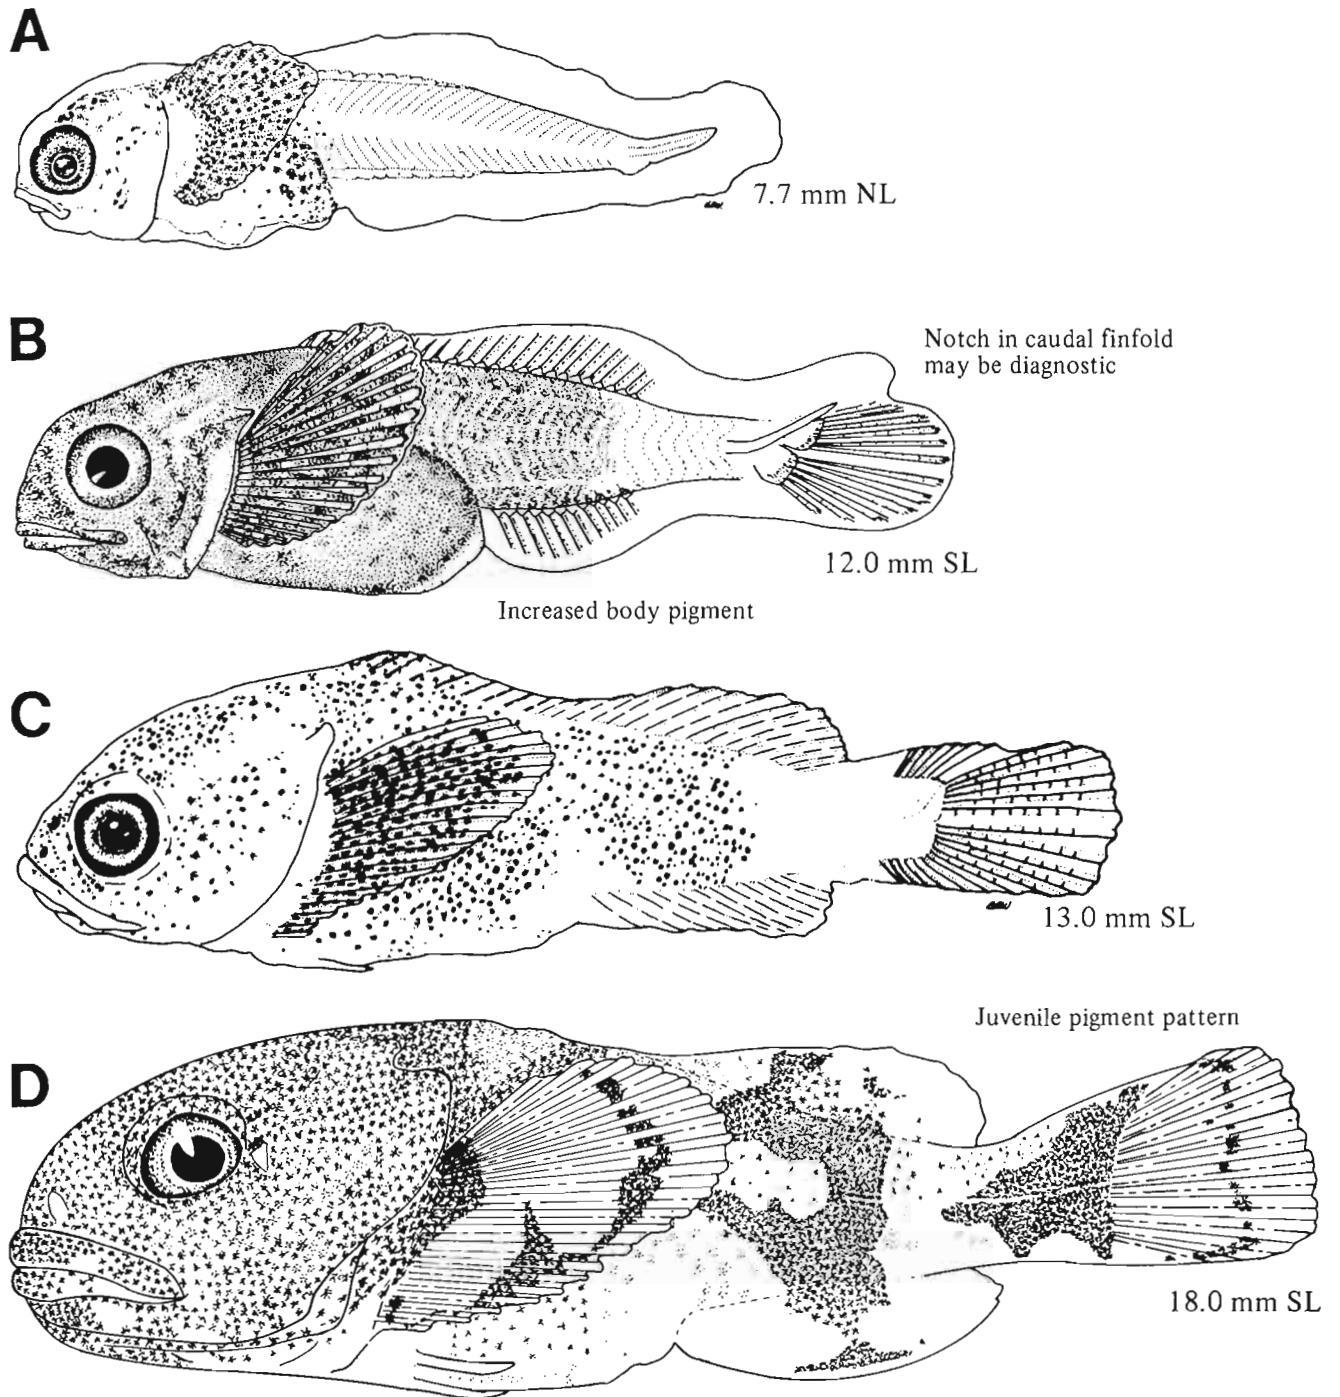 A
7.7 mm NL
B
Notch in caudal finfold
may be diagnostic
12.0 mm SL
Increased body pigment
C
13.0 mm SL
Juvenile pigment pattern
D
18.0 mm SL